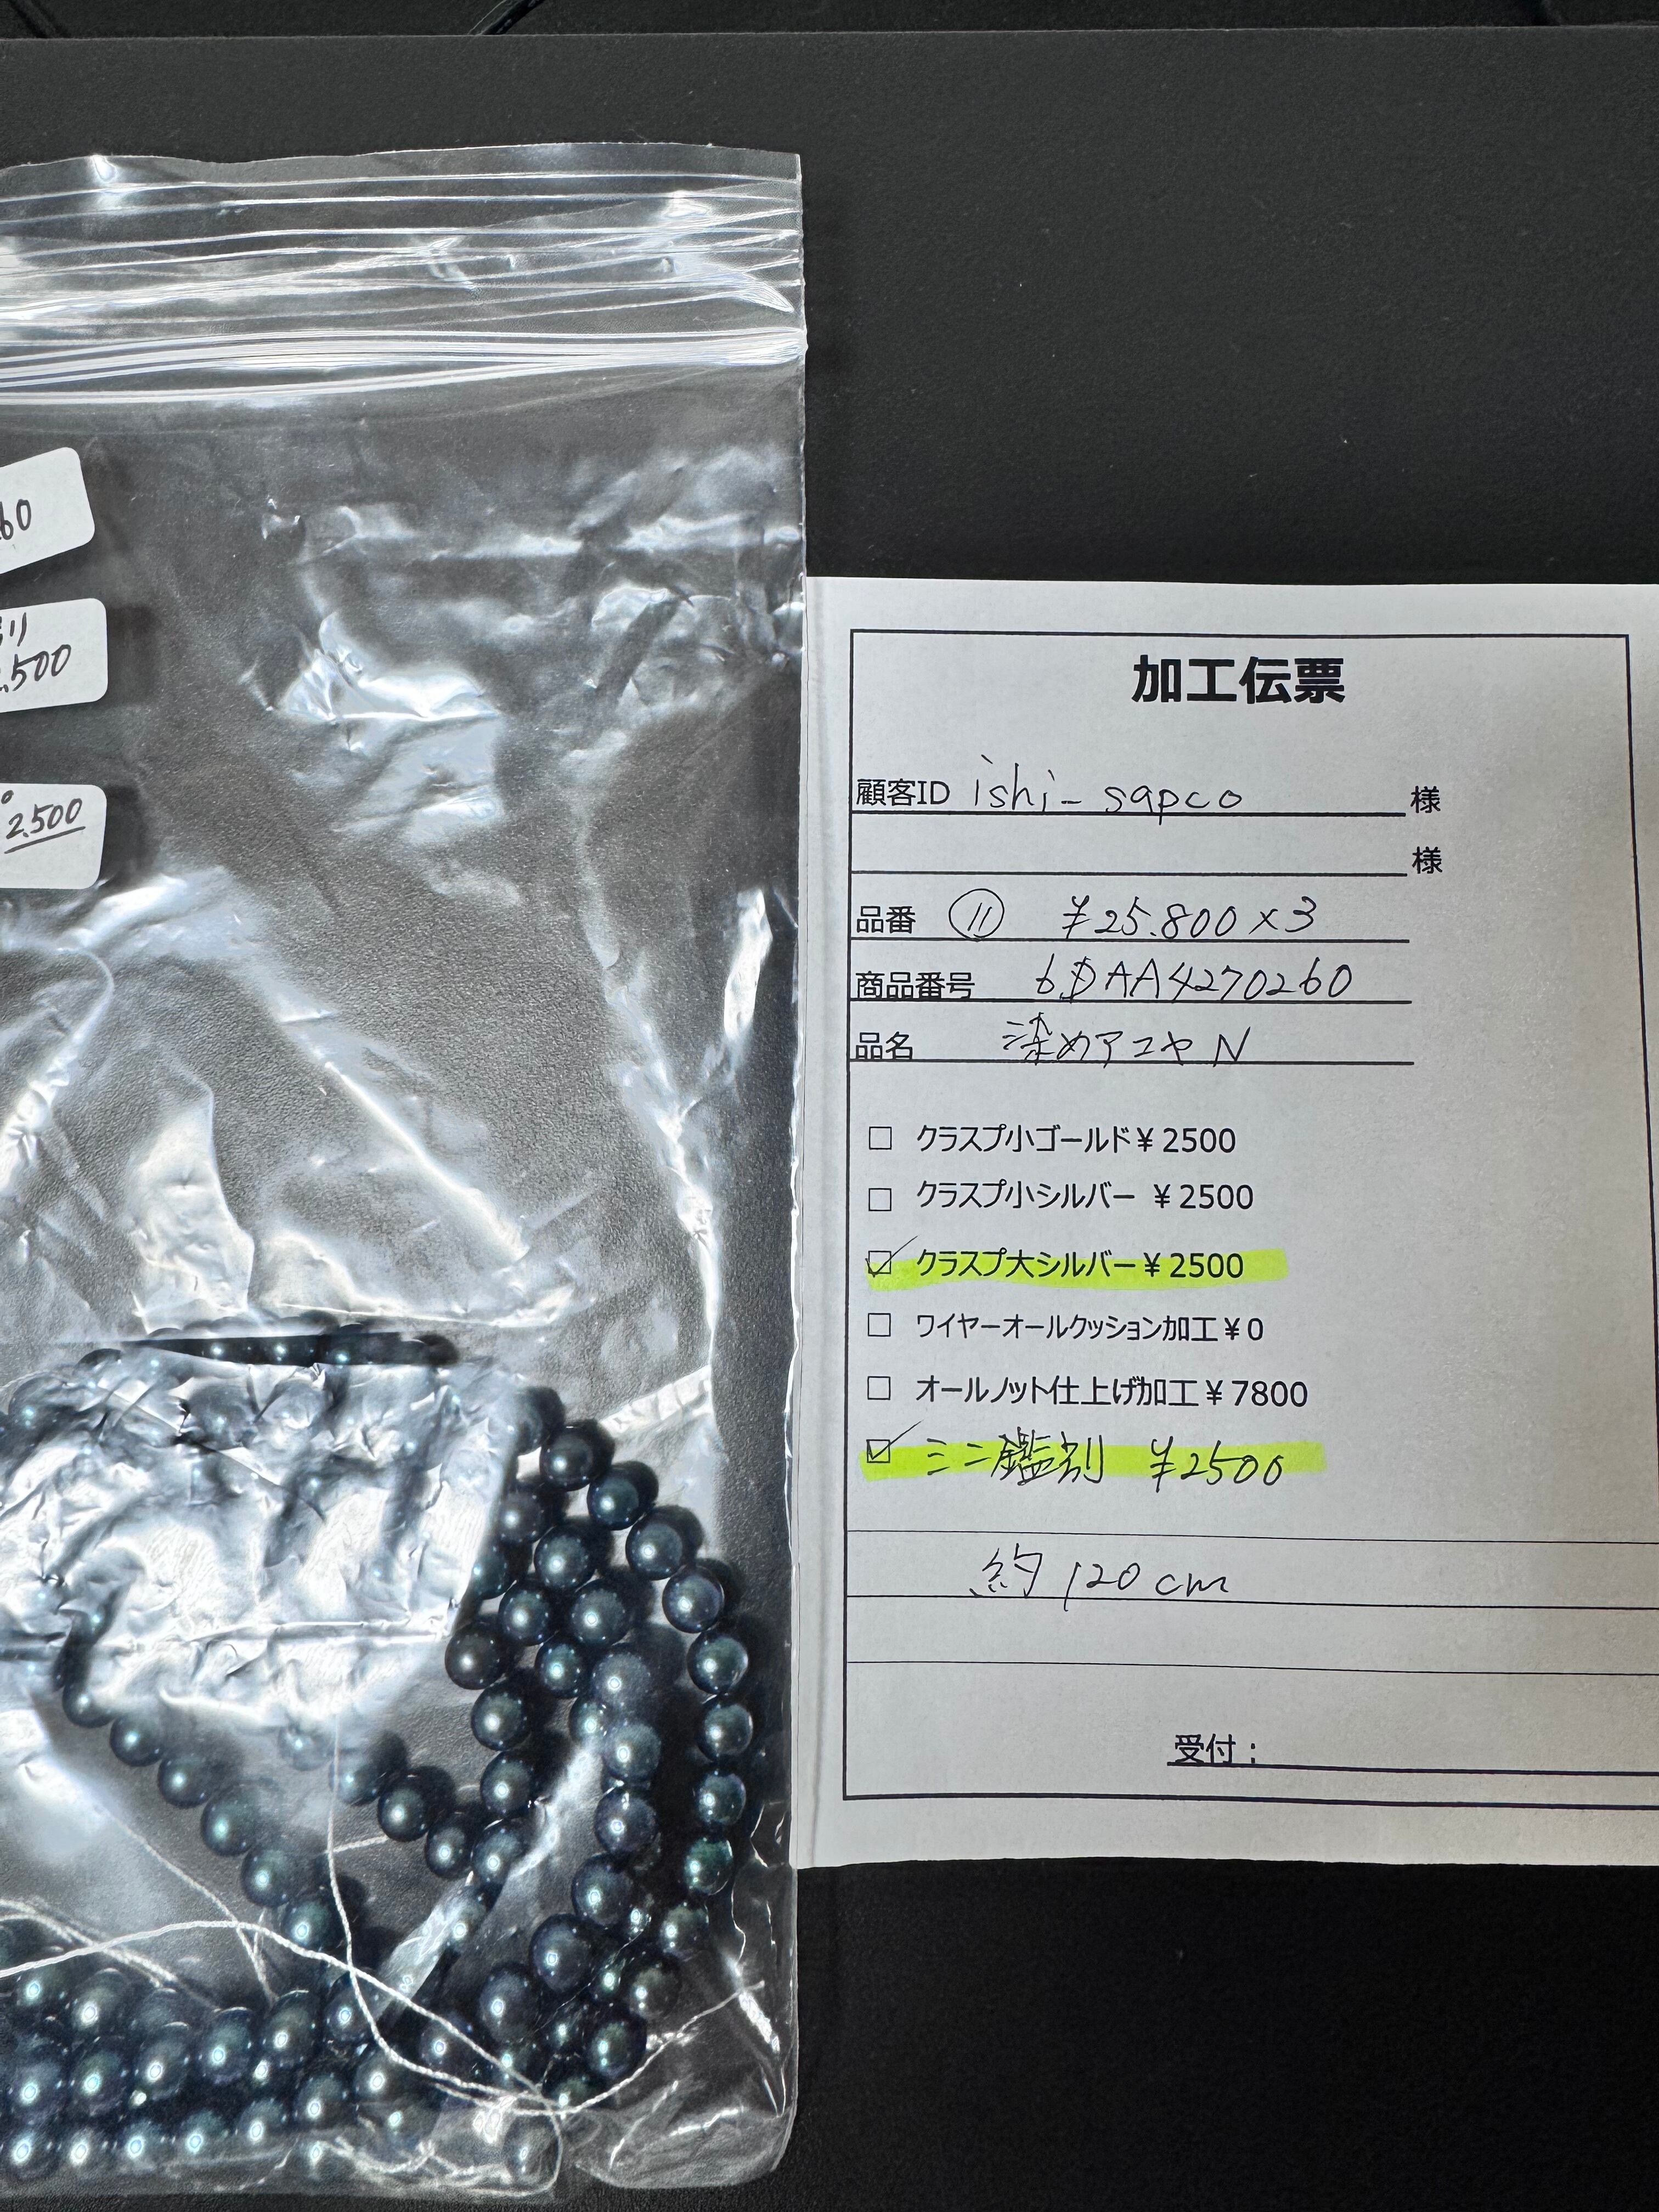 60
.500
2.500
加工伝票
顧客ID ishi-sapco 様
様
品番 ⑪ ¥25.800×3
商品番号 6DAA4270260
品名 染めアコヤ N
□ クラスプ小ゴールド¥2500
□ クラスプ小シルバー ¥2500
☑ クラスプ大シルバー¥2500
□ ワイヤーオールクッション加工¥0
□ オールノット仕上げ加工¥7800
☑ ミニ鑑別 ¥2500
約120cm
受付: